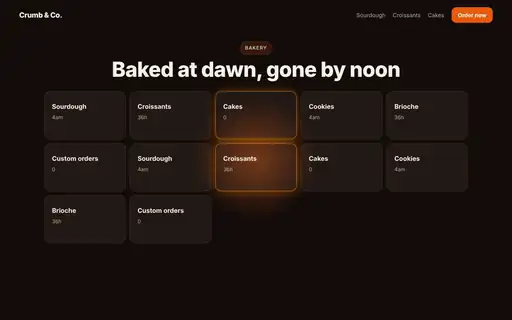 Crumb & Co.
Sourdough Croissants Cakes Order now
BAKERY
Baked at dawn, gone by noon
Sourdough
4am
Croissants
36h
Cakes
0
Cookies
4am
Brioche
36h
Custom orders
0
Sourdough
4am
Croissants
36h
Cakes
0
Cookies
4am
Brioche
36h
Custom orders
0